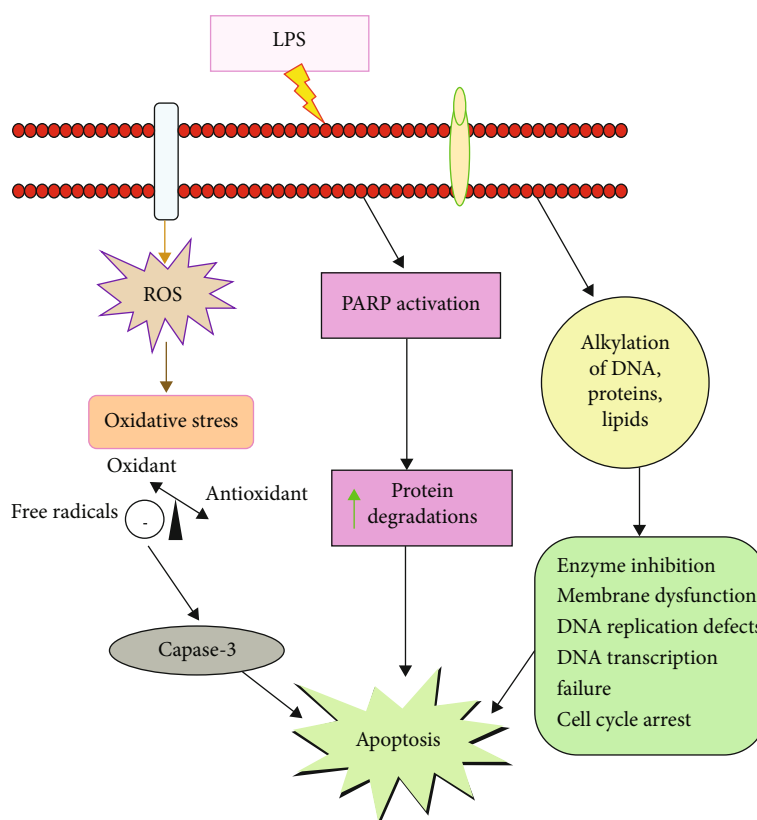 LPS
ROS
PARP activation
Alkylation
of DNA,
proteins,
lipids
Oxidative stress
Oxidant
Antioxidant
Free radicals
-
Protein
degradations
Enzyme inhibition
Membrane dysfunction
DNA replication defects
DNA transcription
failure
Cell cycle arrest
Capase-3
Apoptosis